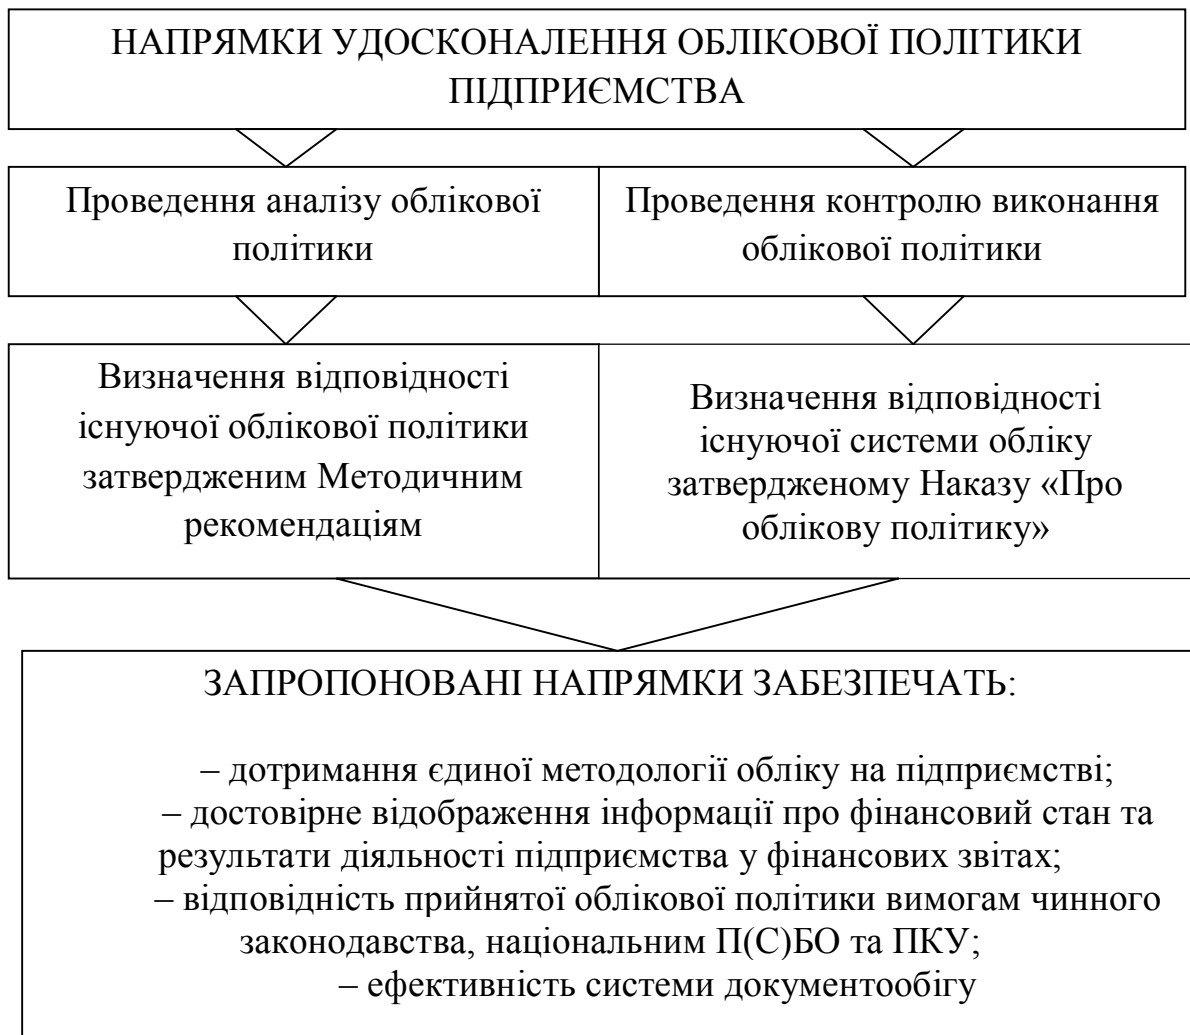 НАПРЯМКИ УДОСКОНАЛЕННЯ ОБЛІКОВОЇ ПОЛІТИКИ
ПІДПРИЄМСТВА
Проведення аналізу облікової
політики
Проведення контролю виконання
облікової політики
Визначення відповідності
існуючої облікової політики
затвердженим Методичним
рекомендаціям
Визначення відповідності
існуючої системи обліку
затвердженому Наказу «Про
облікову політику»
ЗАПРОПОНОВАНІ НАПРЯМКИ ЗАБЕЗПЕЧАТЬ:
– дотримання єдиної методології обліку на підприємстві;
– достовірне відображення інформації про фінансовий стан та
результати діяльності підприємства у фінансових звітах;
– відповідність прийнятої облікової політики вимогам чинного
законодавства, національним П(С)БО та ПКУ;
– ефективність системи документообігу